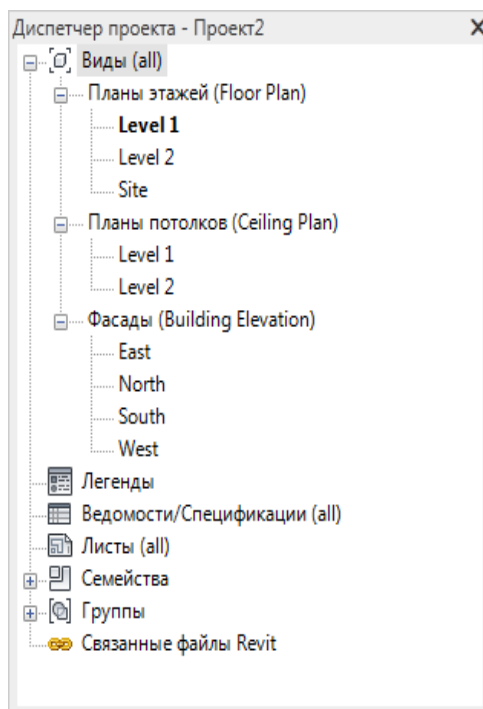 Диспетчер проекта - Проект2
Виды (all)
Планы этажей (Floor Plan)
Level 1
Level 2
Site
Планы потолков (Ceiling Plan)
Level 1
Level 2
Фасады (Building Elevation)
East
North
South
West
Легенды
Ведомости/Спецификации (all)
Листы (all)
Семейства
Группы
Связанные файлы Revit